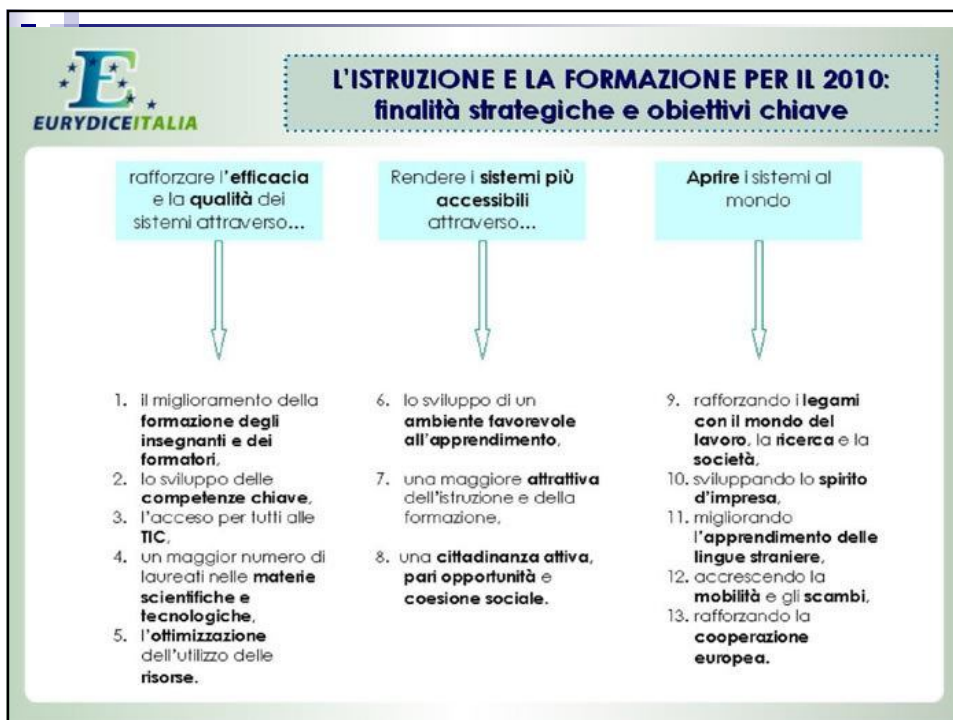 EURYDICEITALIA
L'ISTRUZIONE E LA FORMAZIONE PER IL 2010:
finalità strategiche e obiettivi chiave
rafforzare l'efficacia
e la qualità dei
sistemi attraverso...
Rendere i sistemi più
accessibili
attraverso...
Aprire i sistemi al
mondo
1. il miglioramento della
formazione degli
insegnanti e dei
formatori,
2. lo sviluppo delle
competenze chiave,
3. l'acceso per tutti alle
TIC,
4. un maggior numero di
laureati nelle materie
scientifiche e
tecnologiche,
5. l'ottimizzazione
dell'utilizzo delle
risorse.
6. lo sviluppo di un
ambiente favorevole
all'apprendimento,
7. una maggiore attrattiva
dell'istruzione e della
formazione,
8. una cittadinanza attiva,
pari opportunità e
coesione sociale.
9. rafforzando i legami
con il mondo del
lavoro, la ricerca e la
società,
10. sviluppando lo spirito
d'impresa,
11. migliorando
l'apprendimento delle
lingue straniere,
12. accrescendo la
mobilità e gli scambi,
13. rafforzando la
cooperazione
europea.